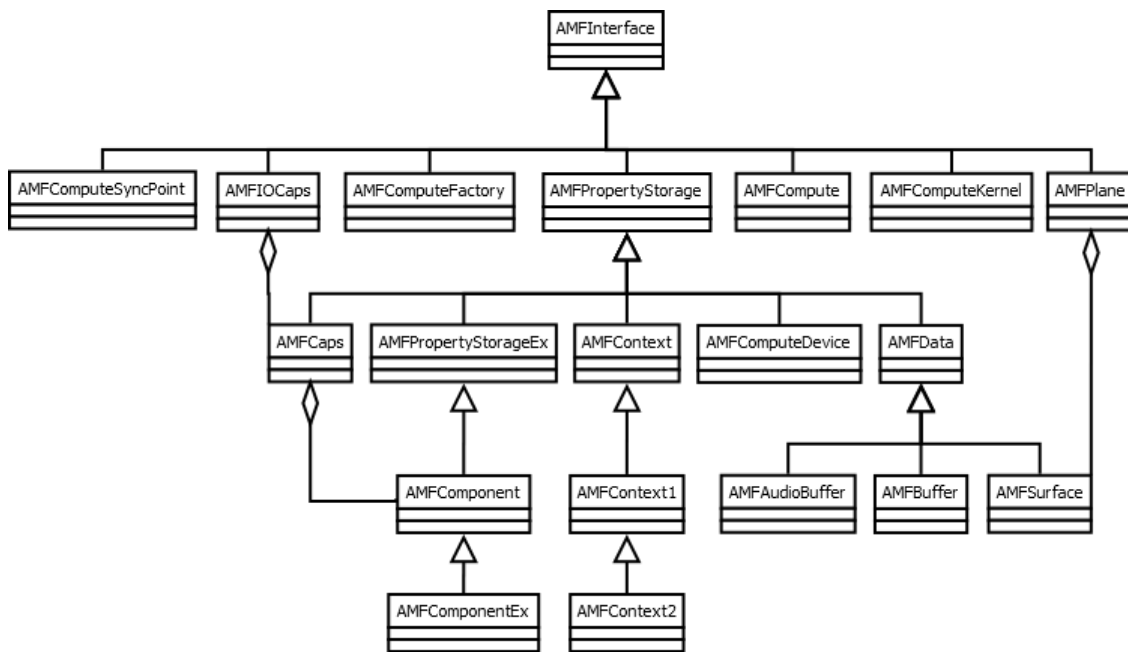 AMFInterface
AMFComputeSyncPoint
AMFIOCaps
AMFComputeFactory
AMFPropertyStorage
AMFCompute
AMFComputeKernel
AMFPlane
AMFCaps
AMFPropertyStorageEx
AMFContext
AMFComputeDevice
AMFData
AMFComponent
AMFContext1
AMFAudioBuffer
AMFBuffer
AMFSurface
AMFComponentEx
AMFContext2